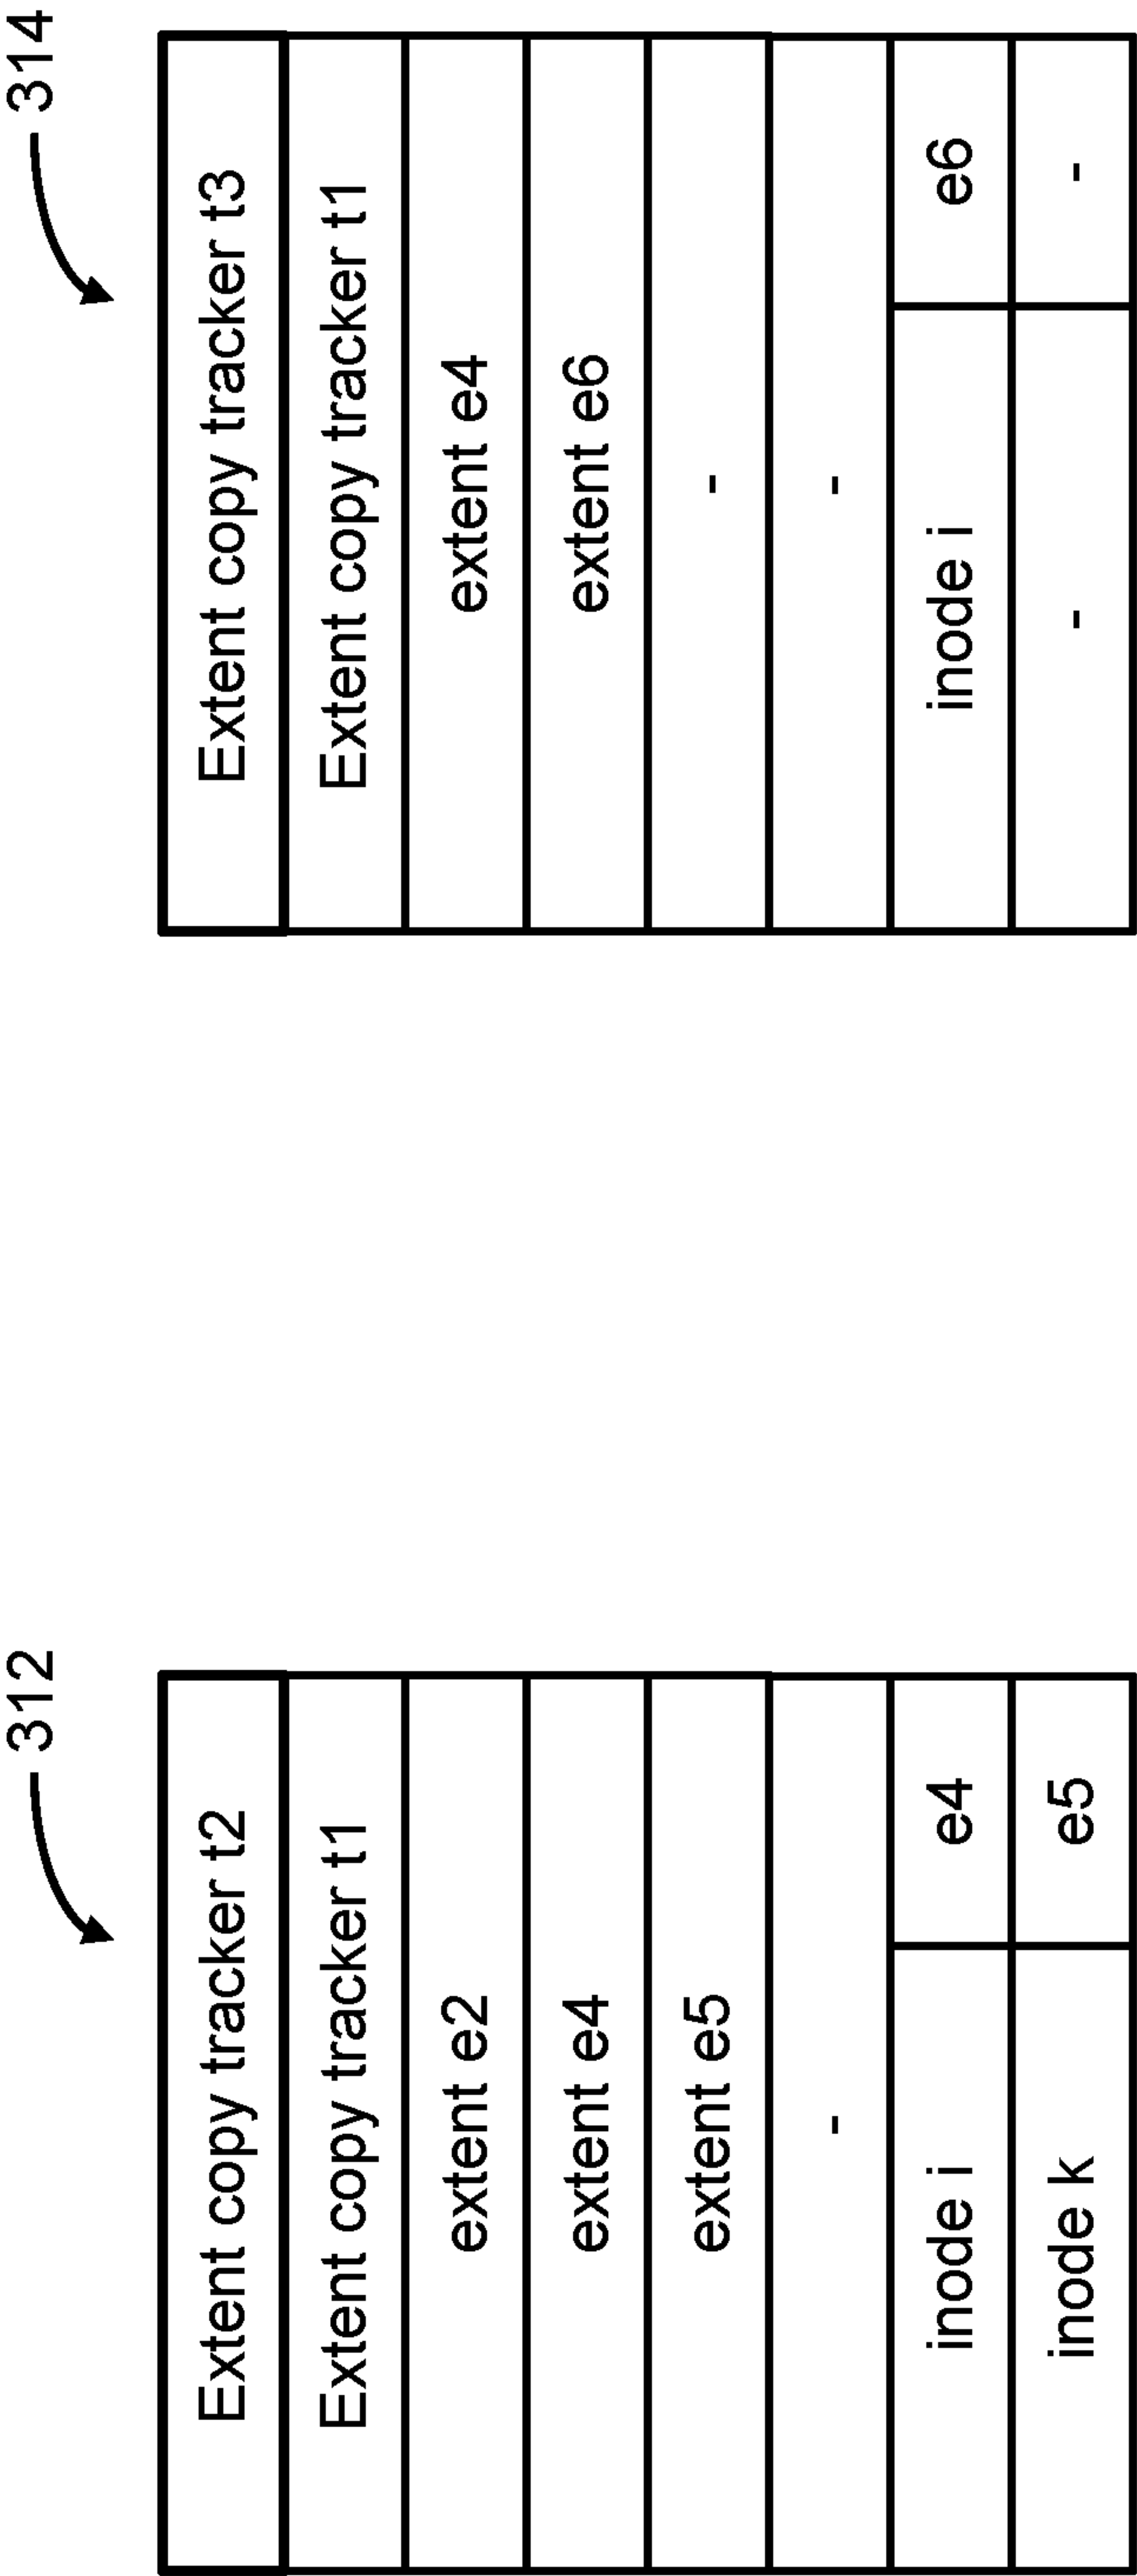 312
Extent copy tracker t2
Extent copy tracker t1
extent e2
extent e4
extent e5
-
inode i e4
inode k e5
314
Extent copy tracker t3
Extent copy tracker t1
extent e4
extent e6
-
-
inode i e6
- -